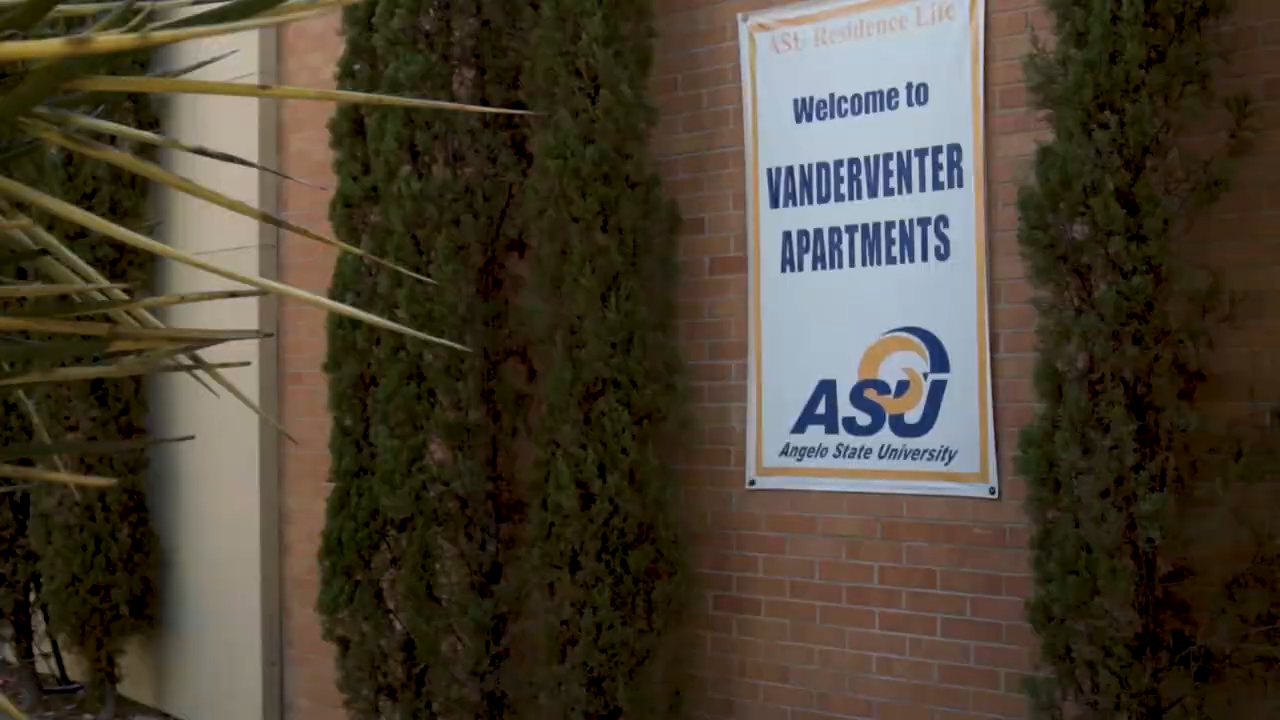 ASU Residence Life
Welcome to
VANDERVENTER
APARTMENTS
ASU
Angelo State University